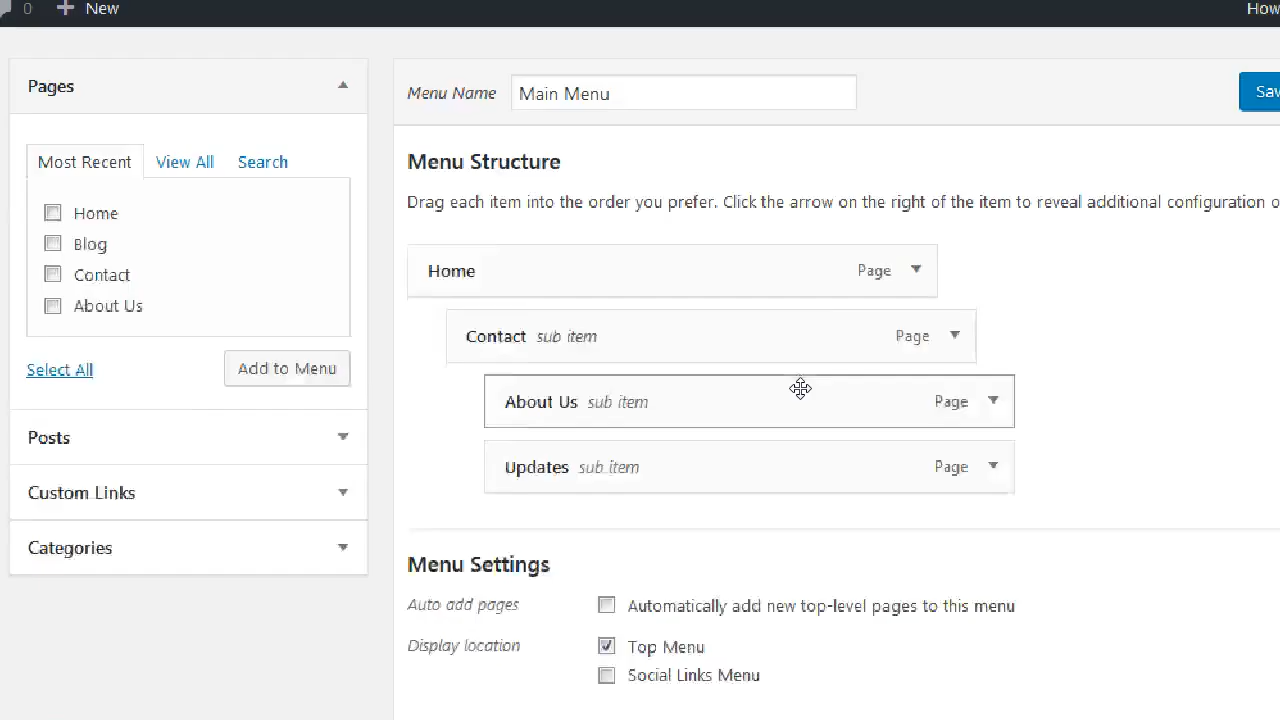 0 New How
Pages
Most Recent View All Search
Home
Blog
Contact
About Us
Select All Add to Menu
Posts
Custom Links
Categories
Menu Name Main Menu Sav
Menu Structure
Drag each item into the order you prefer. Click the arrow on the right of the item to reveal additional configuration o
Home Page
Contact sub item Page
About Us sub item Page
Updates sub item Page
Menu Settings
Auto add pages Automatically add new top-level pages to this menu
Display location Top Menu
Social Links Menu